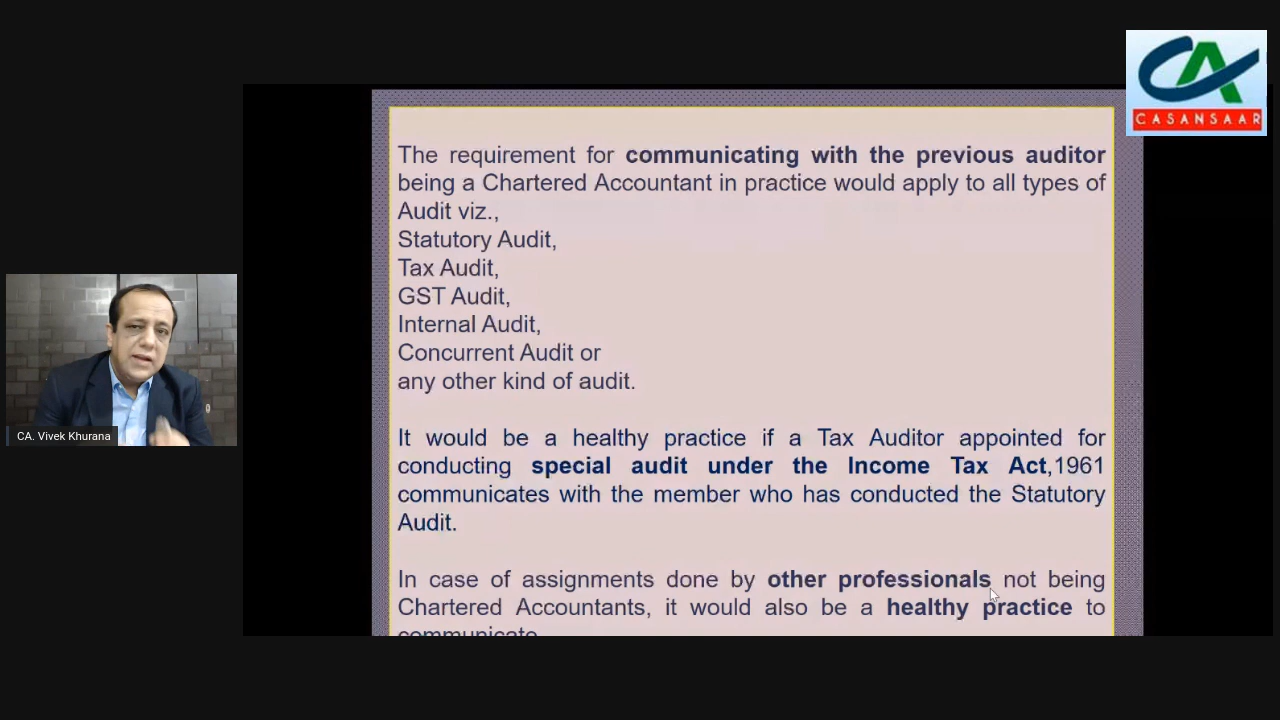 CASANSAAR
The requirement for communicating with the previous auditor
being a Chartered Accountant in practice would apply to all types of
Audit viz.,
Statutory Audit,
Tax Audit,
GST Audit,
Internal Audit,
Concurrent Audit or
any other kind of audit.
It would be a healthy practice if a Tax Auditor appointed for
conducting special audit under the Income Tax Act,1961
communicates with the member who has conducted the Statutory
Audit.
In case of assignments done by other professionals not being
Chartered Accountants, it would also be a healthy practice to
communicate
CA. Vivek Khurana